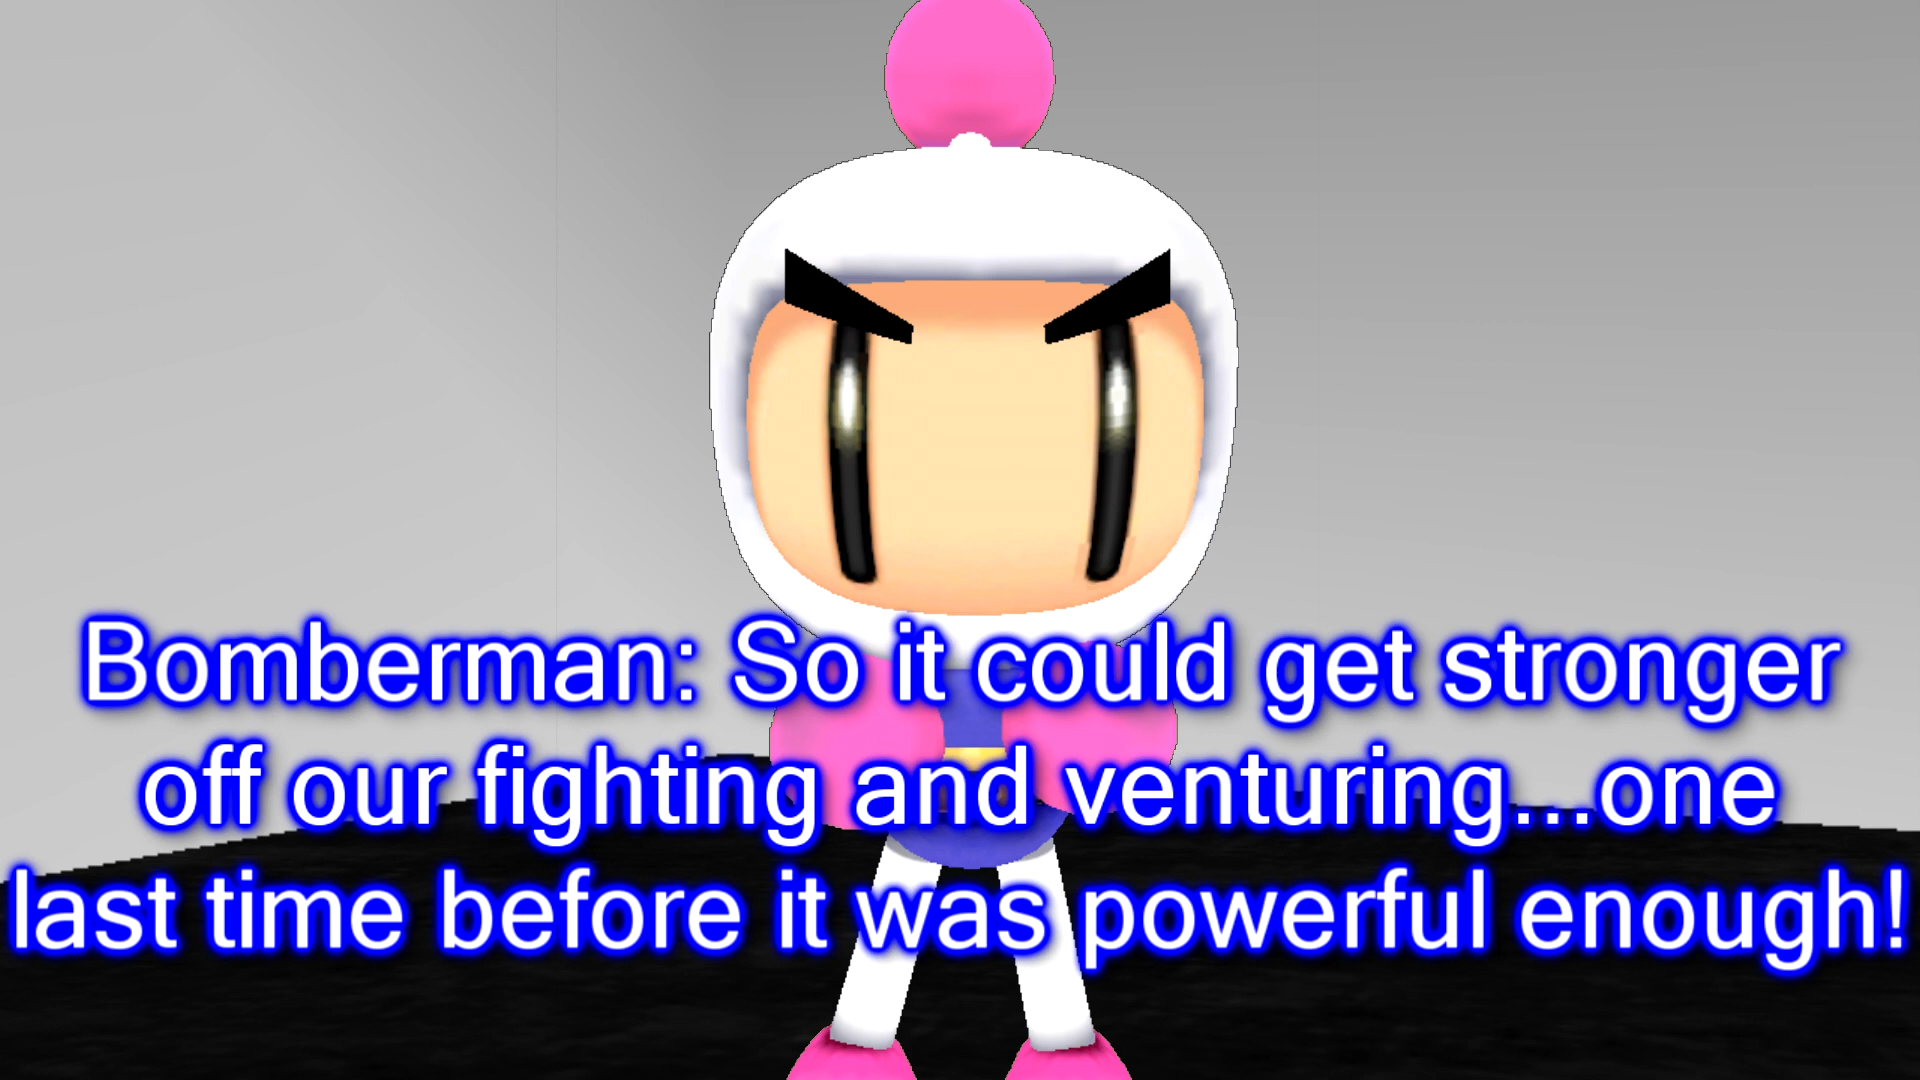 Bomberman: So it could get stronger
off our fighting and venturing...one
last time before it was powerful enough!